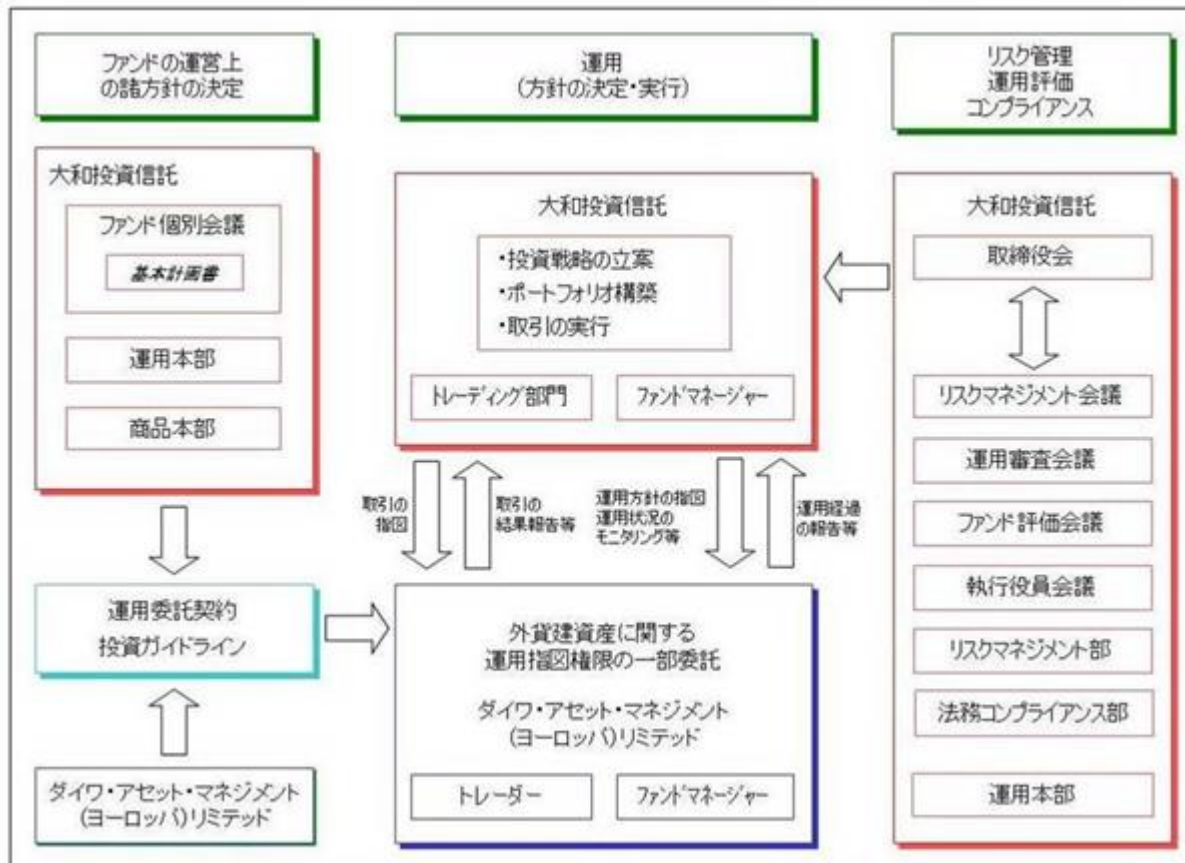 ファンドの運営上
の諸方針の決定
運用
(方針の決定・実行)
リスク管理
運用評価
コンプライアンス
大和投資信託
ファンド個別会議
基本計画書
運用本部
商品本部
大和投資信託
・投資戦略の立案
・ポートフォリオ構築
・取引の実行
トレーディング部門
ファンドマネージャー
大和投資信託
取締役会
リスクマネジメント会議
運用審査会議
ファンド評価会議
執行役員会議
リスクマネジメント部
法務コンプライアンス部
運用本部
取引の
指図
取引の
結果報告等
運用方針の指図
運用状況の
モニタリング等
運用経過
の報告等
運用委託契約
投資ガイドライン
外貨建資産に関する
運用指図権限の一部委託
ダイワ・アセット・マネジメント
(ヨーロッパ)リミテッド
トレーダー
ファンドマネージャー
ダイワ・アセット・マネジメント
(ヨーロッパ)リミテッド